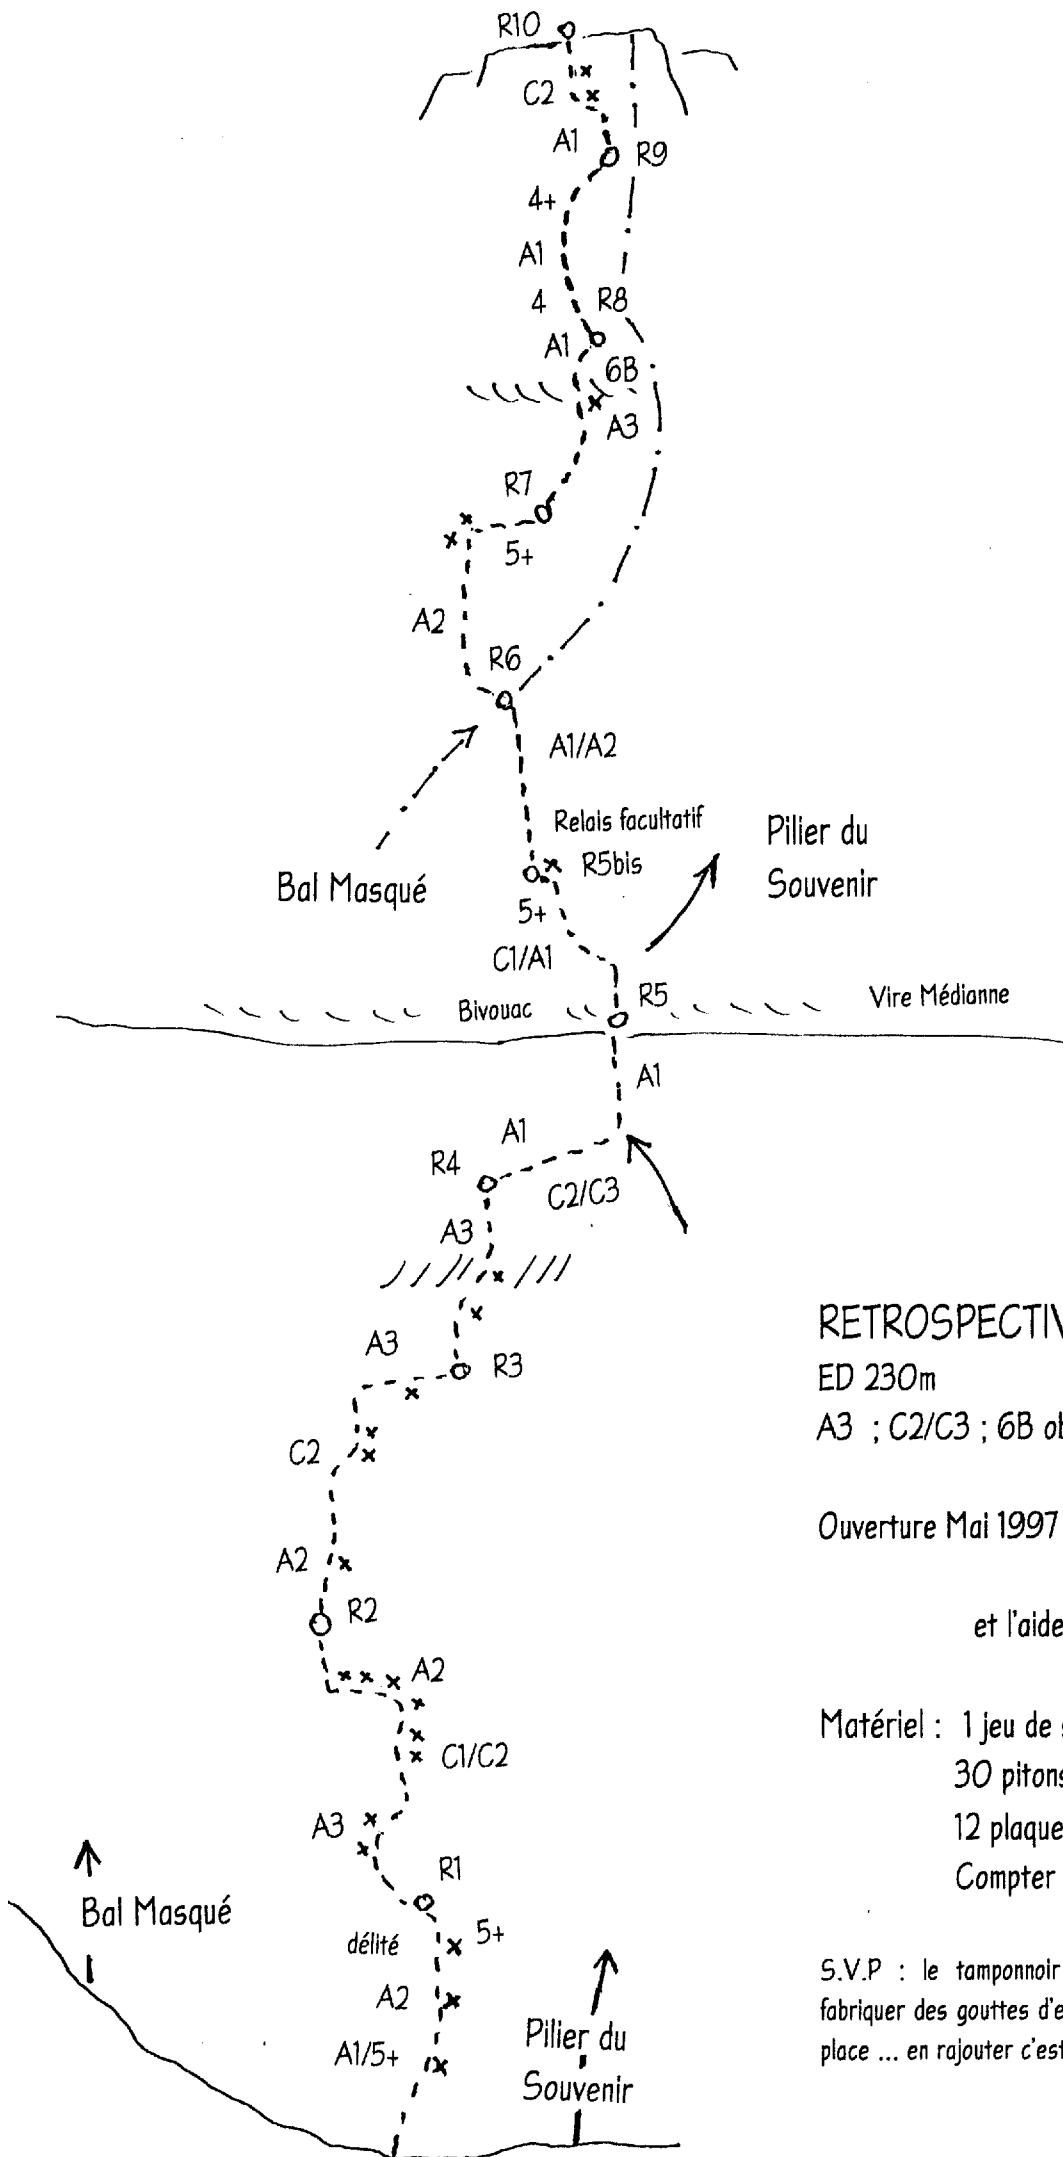 R10
C2
A1
R9
4+
A1
4
R8
A1
6B
A3
R7
5+
A2
R6
A1/A2
Relais facultatif
R5bis
Pilier du
Souvenir
Bal Masqué
5+
C1/A1
R5
Bivouac
Vire Médianne
A1
A1
R4
C2/C3
A3
A3
R3
C2
A2
R2
A2
C1/C2
A3
R1
Bal Masqué
délité
5+
A2
A1/5+
Pilier du
Souvenir
RETROSPECTIV
ED 230m
A3 ; C2/C3 ; 6B ob
Ouverture Mai 1997
et l'aide
Matériel : 1 jeu de
30 pitons
12 plaque
Compter
S.V.P : le tamponnoir
fabriquer des gouttes d'e
place ... en rajouter c'est